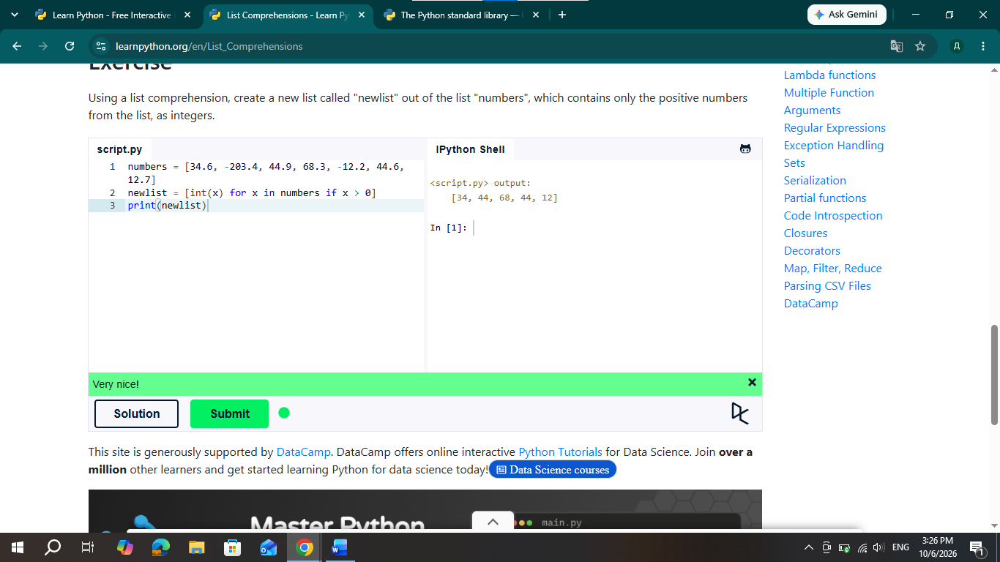 Learn Python - Free Interactive
List Comprehensions - Learn Py
The Python standard library —
Ask Gemini
learnpython.org/en/List_Comprehensions
Д
Exercise
Using a list comprehension, create a new list called "newlist" out of the list "numbers", which contains only the positive numbers
from the list, as integers.
script.py
1 numbers = [34.6, -203.4, 44.9, 68.3, -12.2, 44.6,
12.7]
2 newlist = [int(x) for x in numbers if x > 0]
3 print(newlist)
IPython Shell
<script.py> output:
[34, 44, 68, 44, 12]
In [1]:
Very nice!
Solution
Submit
This site is generously supported by DataCamp. DataCamp offers online interactive Python Tutorials for Data Science. Join over a
million other learners and get started learning Python for data science today! Data Science courses
Master Python
main.py
Lambda functions
Multiple Function
Arguments
Regular Expressions
Exception Handling
Sets
Serialization
Partial functions
Code Introspection
Closures
Decorators
Map, Filter, Reduce
Parsing CSV Files
DataCamp
ENG
3:26 PM
10/6/2026
1